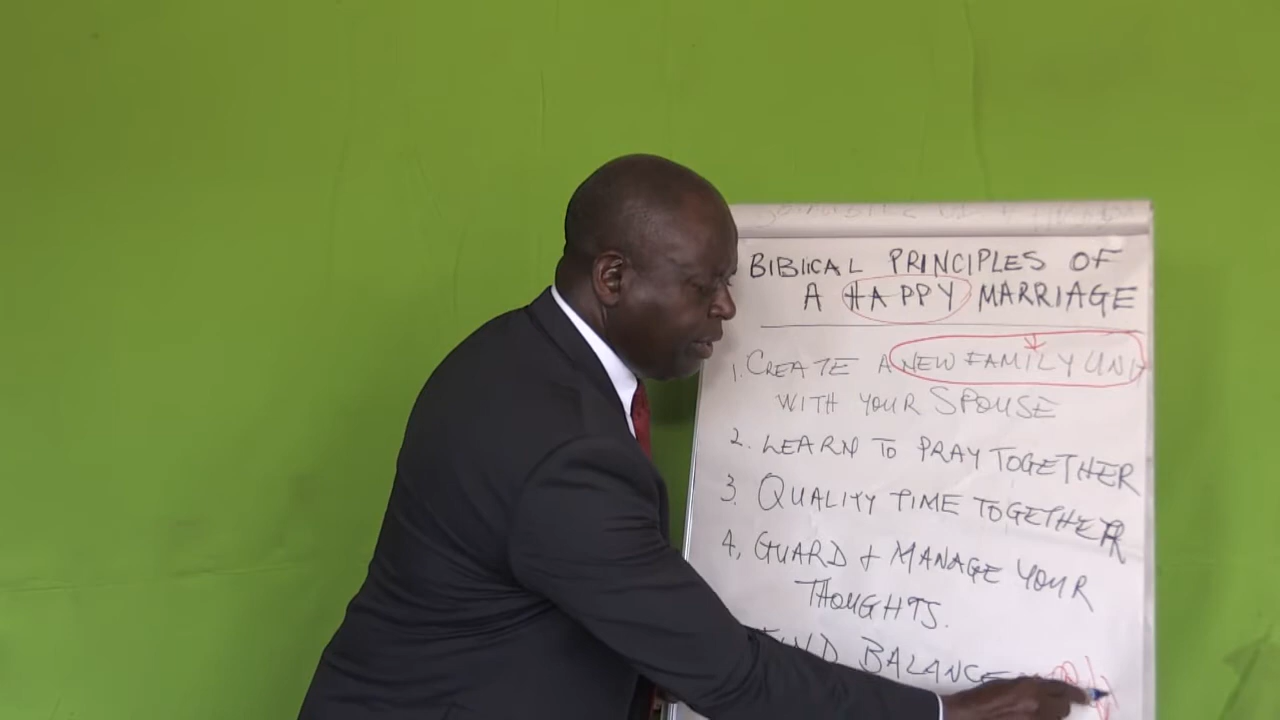 BIBLICAL PRINCIPLES OF
A HAPPY MARRIAGE
1. CREATE A NEW FAMILY UNIT
WITH YOUR SPOUSE
2. LEARN TO PRAY TOGETHER
3. QUALITY TIME TOGETHER
4, GUARD + MANAGE YOUR
THOUGHTS.
FIND BALANCE